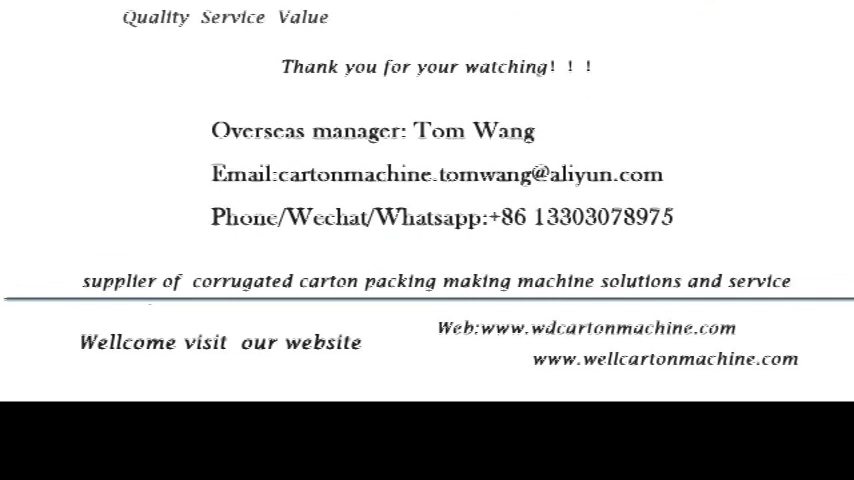 Quality Service Value
Thank you for your watching! ! !
Overseas manager: Tom Wang
Email:cartonmachine.tomwang@aliyun.com
Phone/Wechat/Whatsapp:+86 13303078975
supplier of corrugated carton packing making machine solutions and service
Wellcome visit our website
Web:www.wdcartonmachine.com
www.wellcartonmachine.com